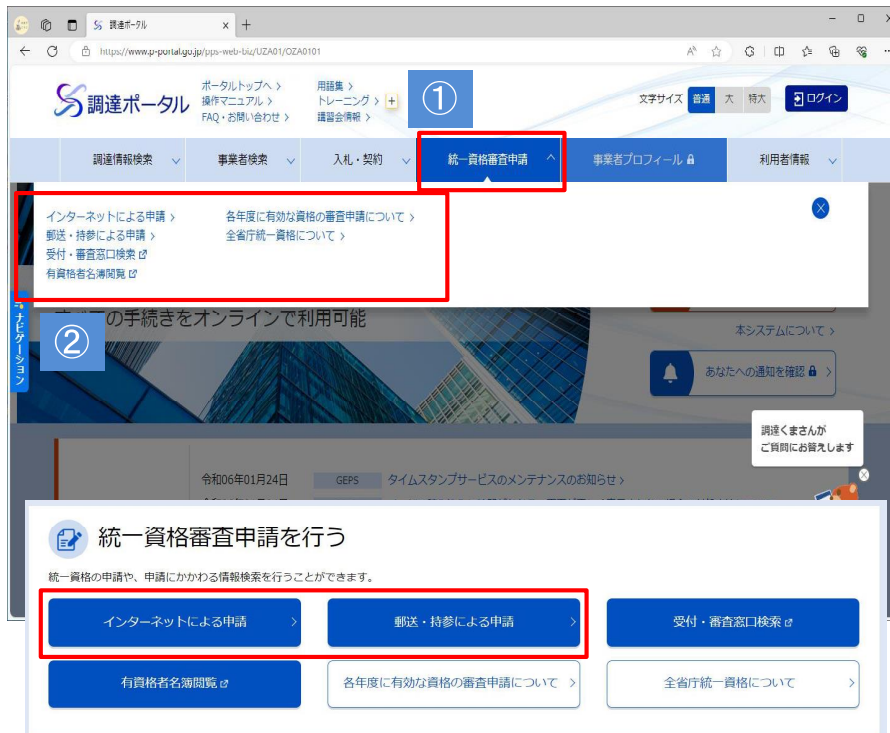 調達ポータル
https://www.p-portal.go.jp/pps-web-biz/UZA01/OZA0101
調達ポータル
ポータルトップへ
操作マニュアル
FAQ・お問い合わせ
用語集
トレーニング
講習会情報
①
文字サイズ 普通 大 特大
ログイン
調達情報検索 事業者検索 入札・契約 統一資格審査申請 事業者プロフィール 利用者情報
インターネットによる申請
郵送・持参による申請
受付・審査窓口検索
有資格者名簿閲覧
各年度に有効な資格の審査申請について
全省庁統一資格について
ナビゲーション
②
の手続きをオンラインで利用可能
本システムについて
あなたへの通知を確認
調達くまさんが
ご質問にお答えします
令和06年01月24日 GEPS タイムスタンプサービスのメンテナンスのお知らせ
統一資格審査申請を行う
統一資格の申請や、申請にかかわる情報検索を行うことができます。
インターネットによる申請 郵送・持参による申請 受付・審査窓口検索
有資格者名簿閲覧 各年度に有効な資格の審査申請について 全省庁統一資格について